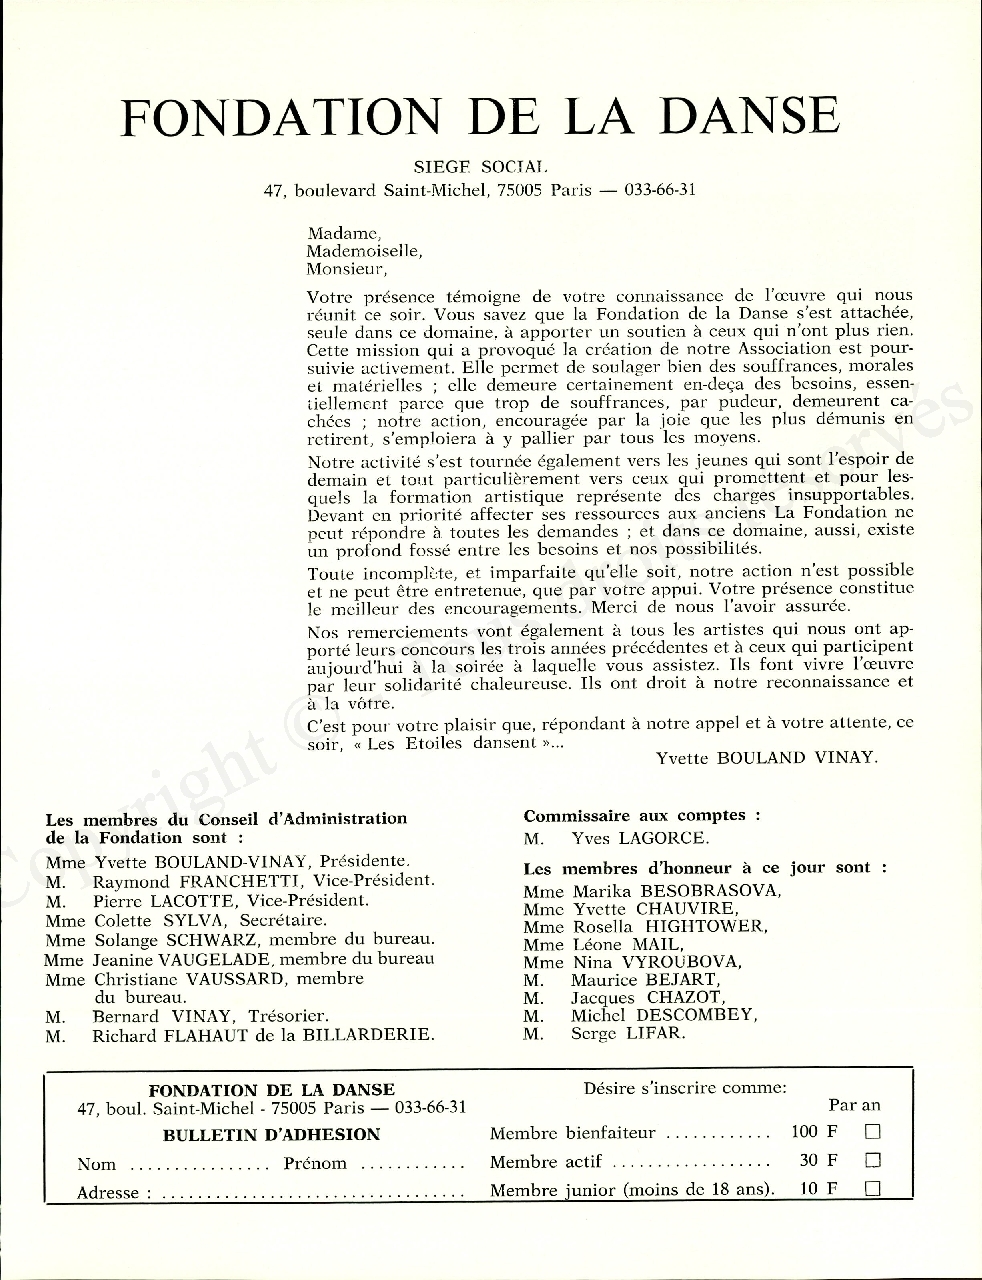 FONDATION DE LA DANSE
SIEGE SOCIAL
47, boulevard Saint-Michel, 75005 Paris — 033-66-31
Madame,
Mademoiselle,
Monsieur,
Votre présence témoigne de votre connaissance de l'œuvre qui nous
réunit ce soir. Vous savez que la Fondation de la Danse s'est attachée,
seule dans ce domaine, à apporter un soutien à ceux qui n'ont plus rien.
Cette mission qui a provoqué la création de notre Association est pour-
suivie activement. Elle permet de soulager bien des souffrances, morales
et matérielles ; elle demeure certainement en-deça des besoins, essen-
tiellement parce que trop de souffrances, par pudeur, demeurent ca-
chées ; notre action, encouragée par la joie que les plus démunis en
retirent, s'emploiera à y pallier par tous les moyens.
Notre activité s'est tournée également vers les jeunes qui sont l'espoir de
demain et tout particulièrement vers ceux qui promettent et pour les-
quels la formation artistique représente des charges insupportables.
Devant en priorité affecter ses ressources aux anciens La Fondation ne
peut répondre à toutes les demandes ; et dans ce domaine, aussi, existe
un profond fossé entre les besoins et nos possibilités.
Toute incomplète, et imparfaite qu'elle soit, notre action n'est possible
et ne peut être entretenue, que par votre appui. Votre présence constitue
le meilleur des encouragements. Merci de nous l'avoir assurée.
Nos remerciements vont également à tous les artistes qui nous ont ap-
porté leurs concours les trois années précédentes et à ceux qui participent
aujourd'hui à la soirée à laquelle vous assistez. Ils font vivre l'œuvre
par leur solidarité chaleureuse. Ils ont droit à notre reconnaissance et
à la vôtre.
C'est pour votre plaisir que, répondant à notre appel et à votre attente, ce
soir, « Les Etoiles dansent »...
Yvette BOULAND VINAY.
Les membres du Conseil d'Administration
de la Fondation sont :
Mme Yvette BOULAND-VINAY, Présidente.
M. Raymond FRANCHETTI, Vice-Président.
M. Pierre LACOTTE, Vice-Président.
Mme Colette SYLVA, Secrétaire.
Mme Solange SCHWARZ, membre du bureau.
Mme Jeanine VAUGELADE, membre du bureau
Mme Christiane VAUSSARD, membre
du bureau.
M. Bernard VINAY, Trésorier.
M. Richard FLAHAUT de la BILLARDERIE.
Commissaire aux comptes :
M. Yves LAGORCE.
Les membres d'honneur à ce jour sont :
Mme Marika BESOBRASOVA,
Mme Yvette CHAUVIRE,
Mme Rosella HIGHTOWER,
Mme Léone MAIL,
Mme Nina VYROUBOVA,
M. Maurice BEJART,
M. Jacques CHAZOT,
M. Michel DESCOMBEY,
M. Serge LIFAR.
FONDATION DE LA DANSE
47, boul. Saint-Michel - 75005 Paris — 033-66-31
BULLETIN D'ADHESION
Nom ................ Prénom ............
Adresse : ...................................
Désire s'inscrire comme:
Par an
Membre bienfaiteur ............ 100 F
Membre actif .................. 30 F
Membre junior (moins de 18 ans). 10 F